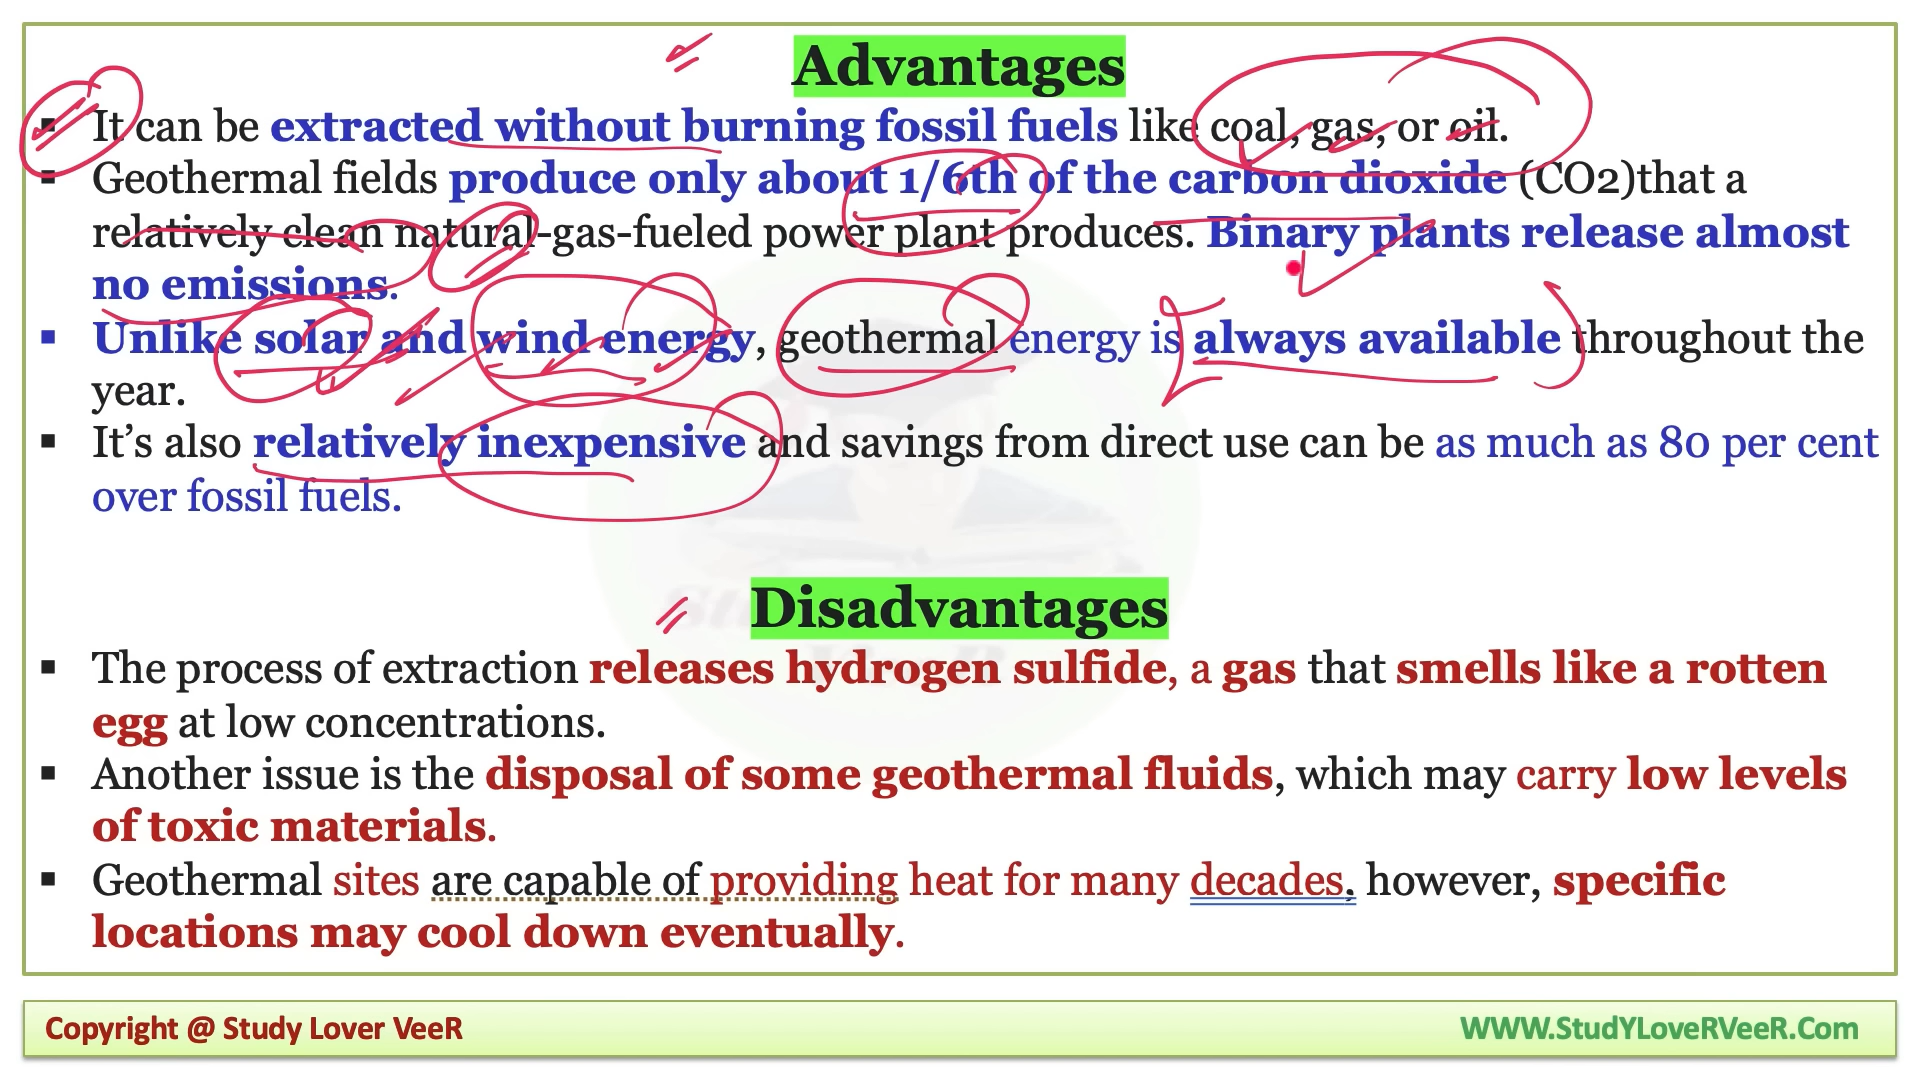 Advantages
▪ It can be extracted without burning fossil fuels like coal, gas, or oil.
▪ Geothermal fields produce only about 1/6th of the carbon dioxide (CO2)that a
relatively clean natural-gas-fueled power plant produces. Binary plants release almost
no emissions.
▪ Unlike solar and wind energy, geothermal energy is always available throughout the
year.
▪ It’s also relatively inexpensive and savings from direct use can be as much as 80 per cent
over fossil fuels.
Disadvantages
▪ The process of extraction releases hydrogen sulfide, a gas that smells like a rotten
egg at low concentrations.
▪ Another issue is the disposal of some geothermal fluids, which may carry low levels
of toxic materials.
▪ Geothermal sites are capable of providing heat for many decades, however, specific
locations may cool down eventually.
Copyright @ Study Lover VeeR
WWW.StudYLoveRVeeR.Com